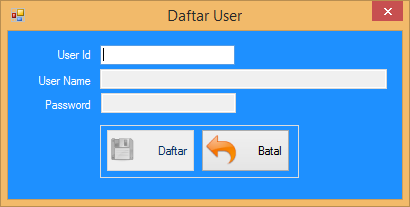 Daftar User
User Id
User Name
Password
Daftar
Batal